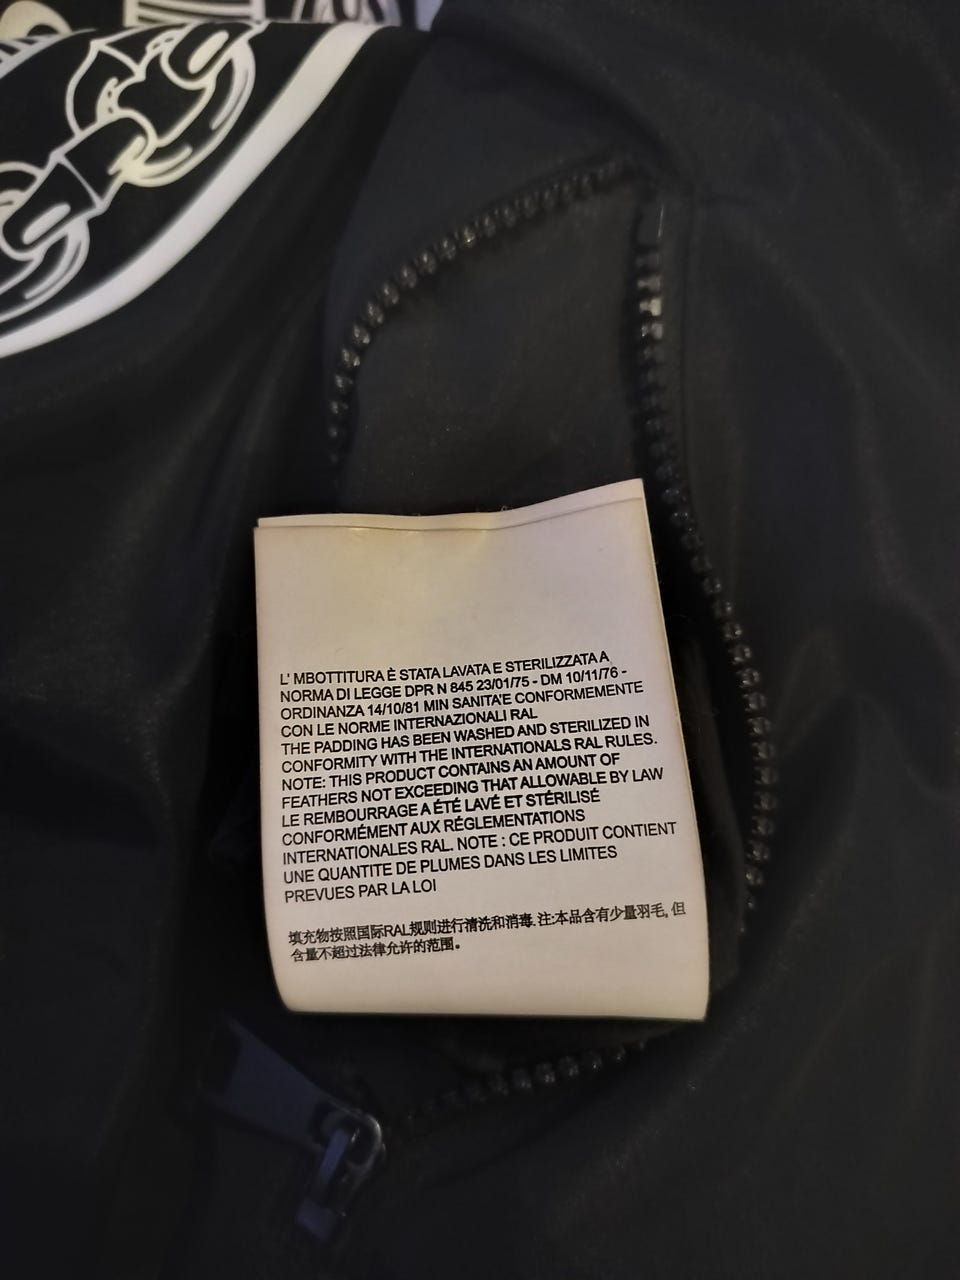 L' MBOTTITURA È STATA LAVATA E STERILIZZATA A
NORMA DI LEGGE DPR N 845 23/01/75 - DM 10/11/76 -
ORDINANZA 14/10/81 MIN SANITA'E CONFORMEMENTE
CON LE NORME INTERNAZIONALI RAL
THE PADDING HAS BEEN WASHED AND STERILIZED IN
CONFORMITY WITH THE INTERNATIONALS RAL RULES.
NOTE: THIS PRODUCT CONTAINS AN AMOUNT OF
FEATHERS NOT EXCEEDING THAT ALLOWABLE BY LAW
LE REMBOURRAGE A ÉTÉ LAVÉ ET STÉRILISÉ
CONFORMÉMENT AUX RÉGLEMENTATIONS
INTERNATIONALES RAL. NOTE : CE PRODUIT CONTIENT
UNE QUANTITE DE PLUMES DANS LES LIMITES
PREVUES PAR LA LOI
填充物按照国际RAL规则进行清洗和消毒. 注:本品含有少量羽毛, 但
含量不超过法律允许的范围。